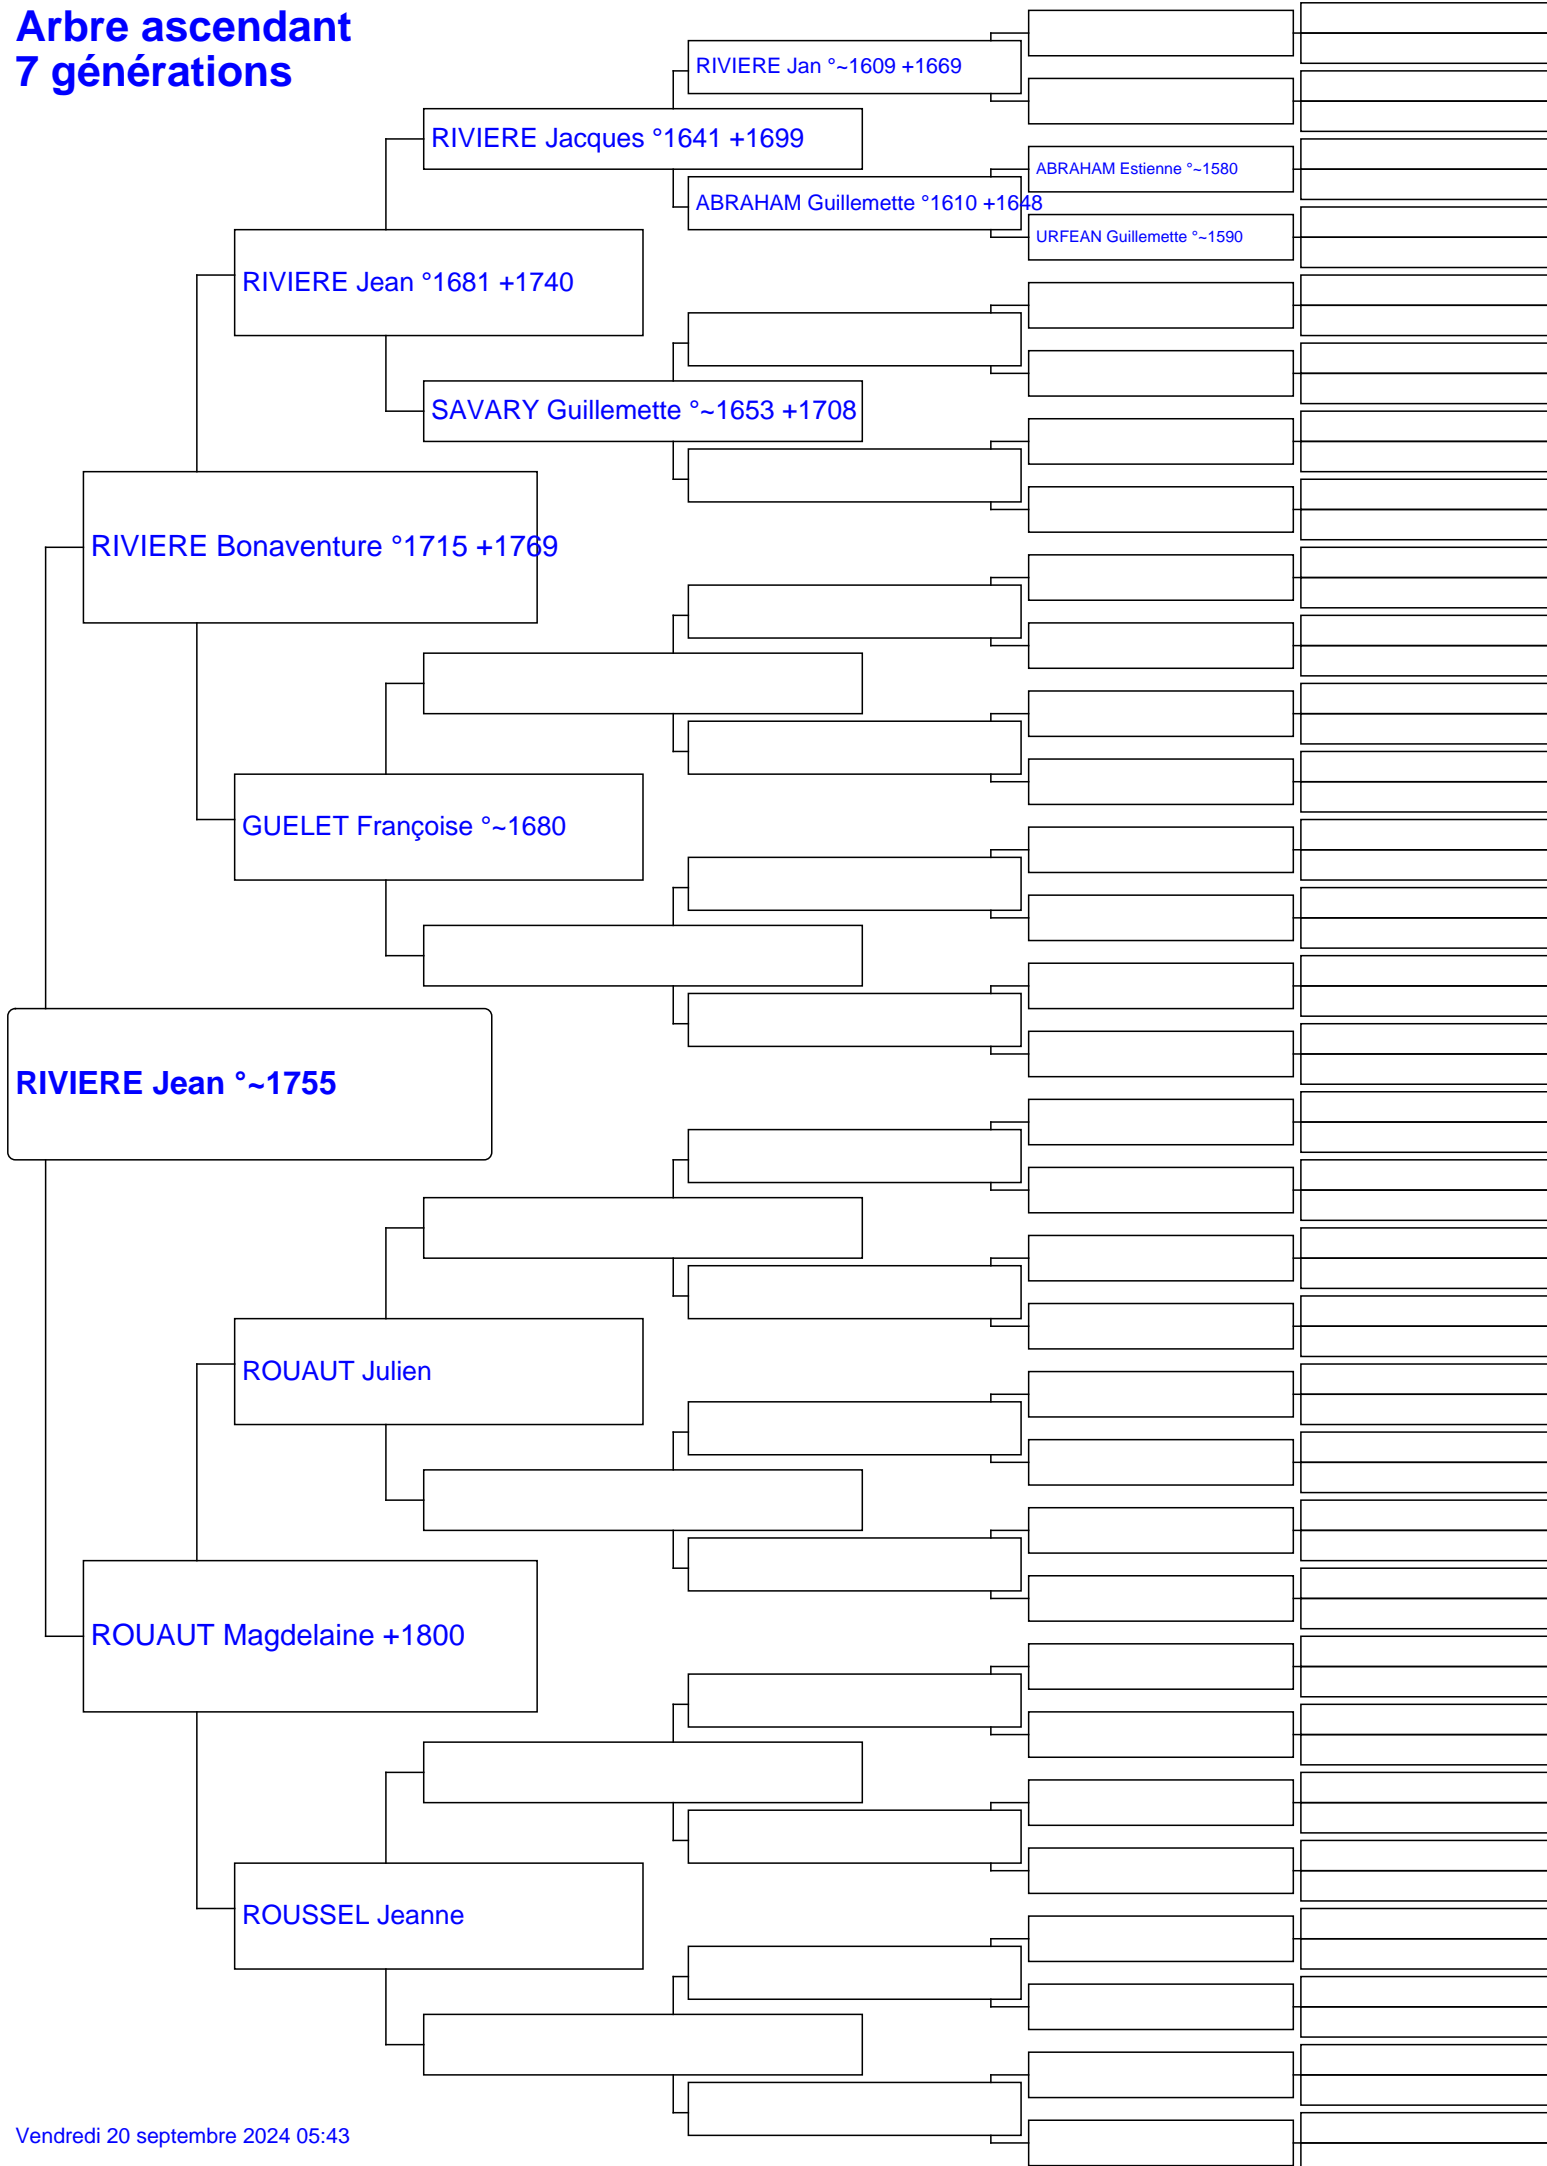 Arbre ascendant
7 générations
RIVIERE Jan °~1609 +1669
RIVIERE Jacques °1641 +1699
ABRAHAM Estienne °~1580
ABRAHAM Guillemette °1610 +1648
URFEAN Guillemette °~1590
RIVIERE Jean °1681 +1740
SAVARY Guillemette °~1653 +1708
RIVIERE Bonaventure °1715 +1769
GUELET Françoise °~1680
RIVIERE Jean °~1755
ROUAUT Julien
ROUAUT Magdelaine +1800
ROUSSEL Jeanne
Vendredi 20 septembre 2024 05:43